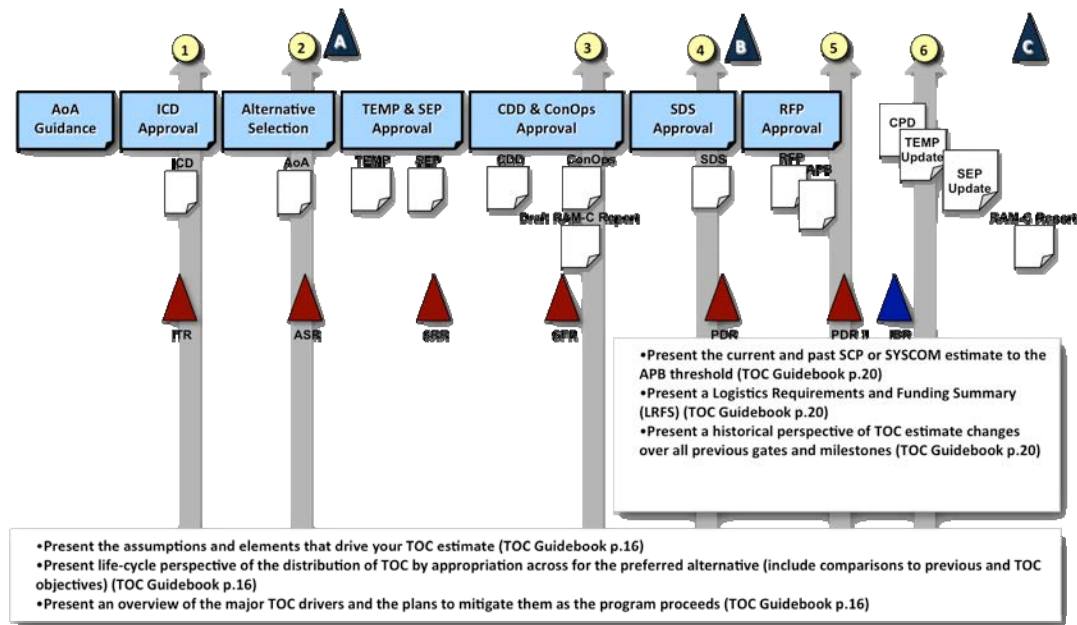 1
2
A
3
4
B
5
6
C
AoA
Guidance
ICD
Approval
Alternative
Selection
TEMP & SEP
Approval
CDD & ConOps
Approval
SDS
Approval
RFP
Approval
CPD
TEMP
Update
SEP
Update
ICD
AoA
TEMP
SEP
CDD
ConOps
SDS
RFP
APB
Draft RAM-C Report
RAM-C Report
ITR
ASR
SRR
SFR
PDR
PDR
IBR
•Present the current and past SCP or SYSCOM estimate to the
APB threshold (TOC Guidebook p.20)
•Present a Logistics Requirements and Funding Summary
(LRFS) (TOC Guidebook p.20)
•Present a historical perspective of TOC estimate changes
over all previous gates and milestones (TOC Guidebook p.20)
•Present the assumptions and elements that drive your TOC estimate (TOC Guidebook p.16)
•Present life-cycle perspective of the distribution of TOC by appropriation across for the preferred alternative (include comparisons to previous and TOC
objectives) (TOC Guidebook p.16)
•Present an overview of the major TOC drivers and the plans to mitigate them as the program proceeds (TOC Guidebook p.16)